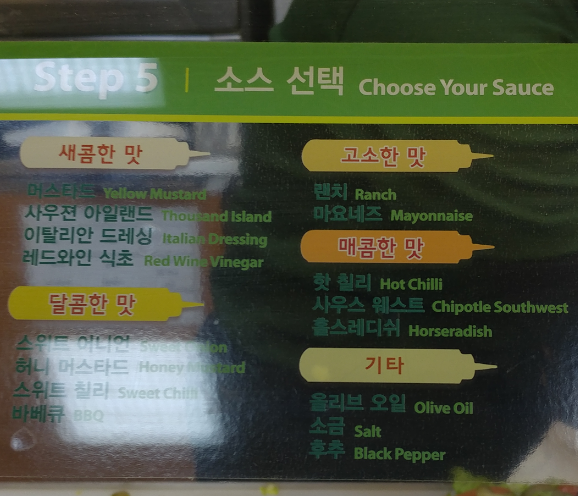 Step 5 | 소스 선택 Choose Your Sauce
새콤한 맛
머스타드 Yellow Mustard
사우젼 아일랜드 Thousand Island
이탈리안 드레싱 Italian Dressing
레드와인 식초 Red Wine Vinegar
달콤한 맛
스위트 어니언 Sweet Onion
허니 머스타드 Honey Mustard
스위트 칠리 Sweet Chilli
바베큐 BBQ
고소한 맛
랜치 Ranch
마요네즈 Mayonnaise
매콤한 맛
핫 칠리 Hot Chilli
사우스 웨스트 Chipotle Southwest
홀스레디쉬 Horseradish
기타
올리브 오일 Olive Oil
소금 Salt
후추 Black Pepper